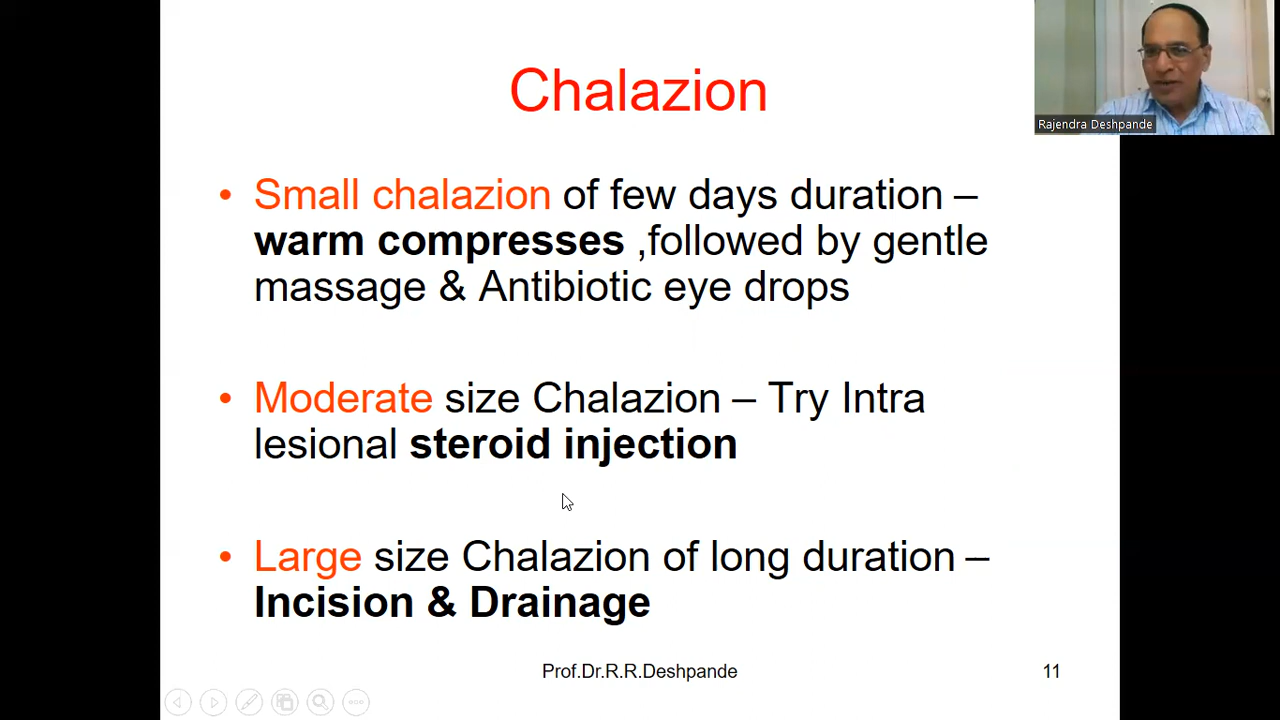 Chalazion
Rajendra Deshpande
• Small chalazion of few days duration –
warm compresses ,followed by gentle
massage & Antibiotic eye drops
• Moderate size Chalazion – Try Intra
lesional steroid injection
• Large size Chalazion of long duration –
Incision & Drainage
Prof.Dr.R.R.Deshpande
11